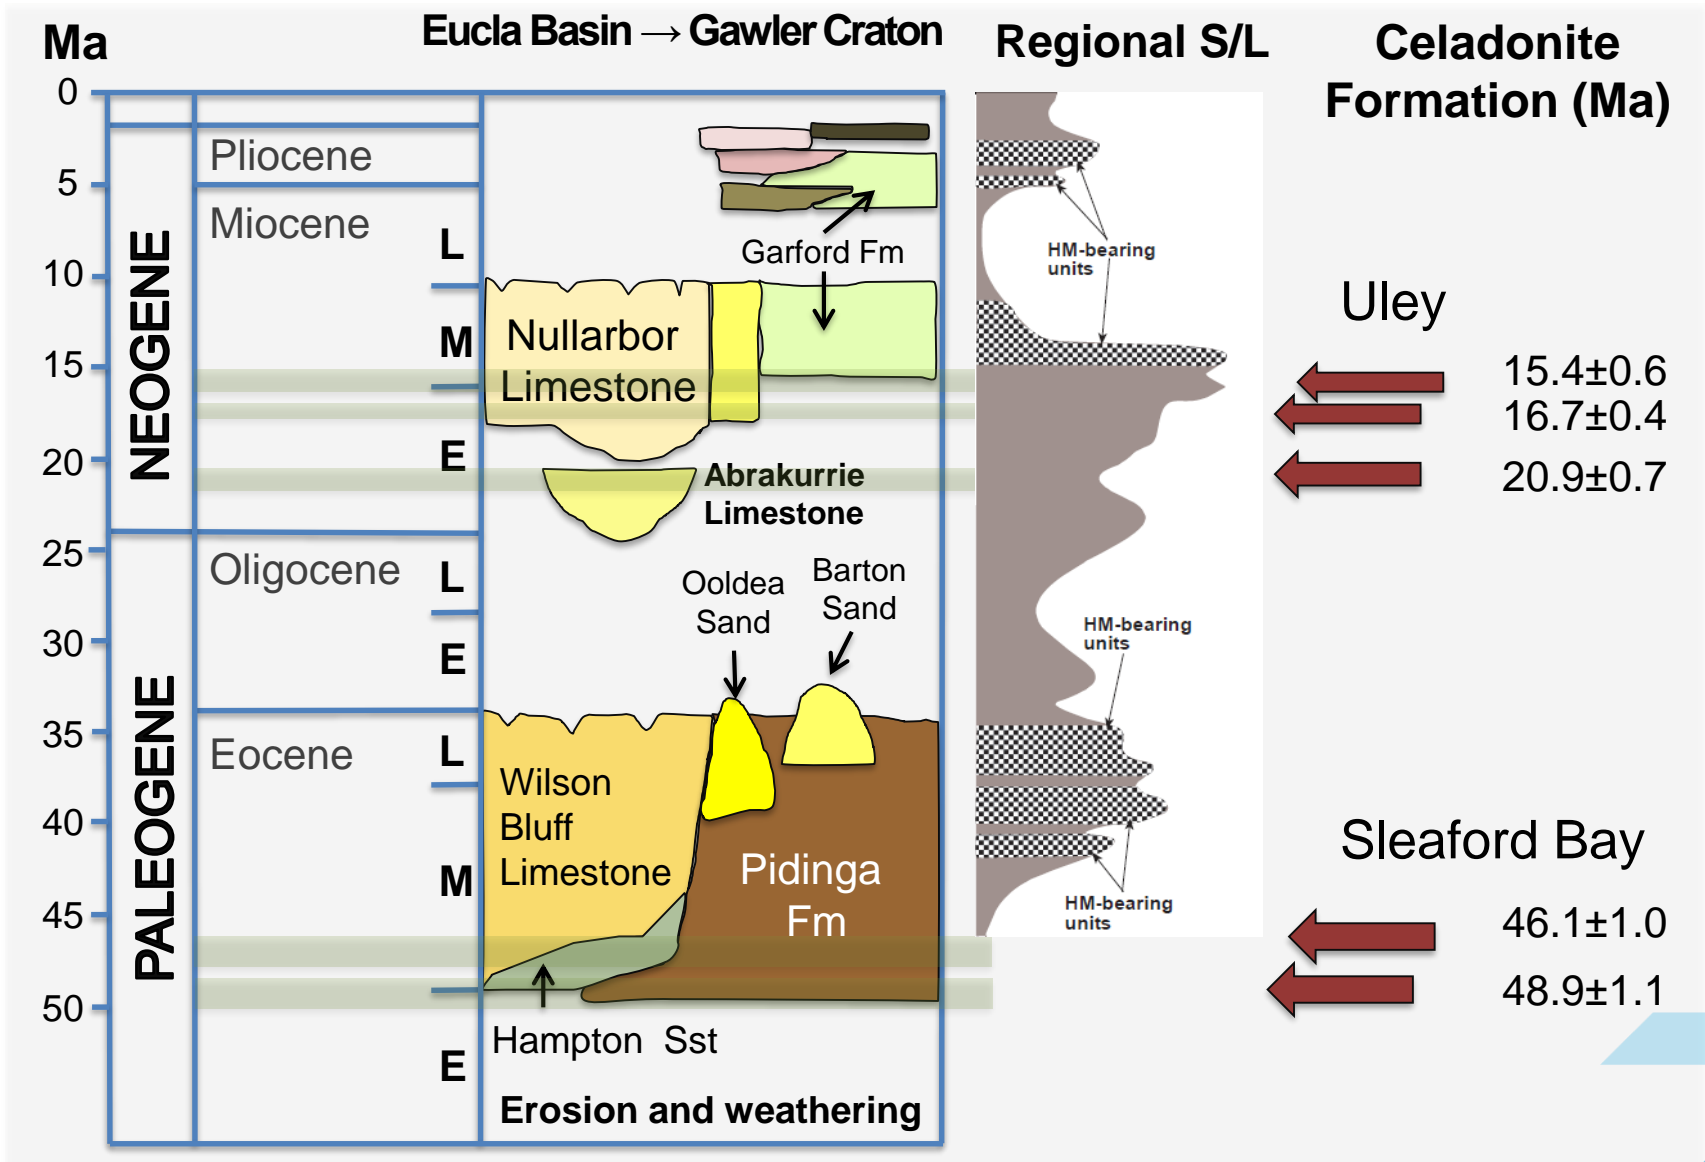 Ma
Eucla Basin → Gawler Craton
Regional S/L
Celadonite
Formation (Ma)
0
5
10
15
20
25
30
35
40
45
50
NEOGENE
PALEOGENE
Pliocene
Miocene
L
M
E
Oligocene
L
E
Eocene
L
M
E
Garford Fm
Nullarbor
Limestone
Abrakurrie
Limestone
Ooldea
Sand
Barton
Sand
Wilson
Bluff
Limestone
Pidinga
Fm
Hampton Sst
Erosion and weathering
HM-bearing
units
HM-bearing
units
HM-bearing
units
Uley
15.4±0.6
16.7±0.4
20.9±0.7
Sleaford Bay
46.1±1.0
48.9±1.1